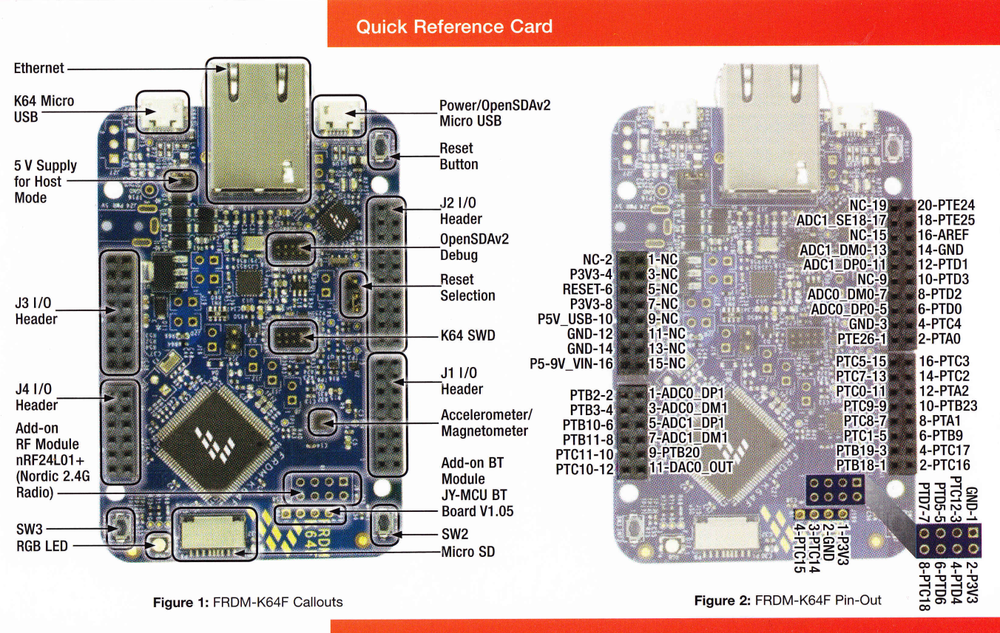 Quick Reference Card
Ethernet
K64 Micro
USB
5 V Supply
for Host
Mode
J3 I/O
Header
J4 I/O
Header
Add-on
RF Module
nRF24L01+
(Nordic 2.4G
Radio)
SW3
RGB LED
Power/OpenSDAv2
Micro USB
Reset
Button
J2 I/O
Header
OpenSDAv2
Debug
Reset
Selection
K64 SWD
J1 I/O
Header
Accelerometer/
Magnetometer
Add-on BT
Module
JY-MCU BT
Board V1.05
SW2
Micro SD
Figure 1: FRDM-K64F Callouts
NC-2 1-NC
P3V3-4 3-NC
RESET-6 5-NC
P3V3-8 7-NC
P5V_USB-10 9-NC
GND-12 11-NC
GND-14 13-NC
P5-9V_VIN-16 15-NC
PTB2-2 1-ADC0_DP1
PTB3-4 3-ADC0_DM1
PTB10-6 5-ADC1_DP1
PTB11-8 7-ADC1_DM1
PTC11-10 9-PTB20
PTC10-12 11-DAC0_OUT
NC-19 20-PTE24
ADC1_SE18-17 18-PTE25
NC-15 16-AREF
ADC1_DM0-13 14-GND
ADC1_DP0-11 12-PTD1
NC-9 10-PTD3
ADC0_DM0-7 8-PTD2
ADC0_DP0-5 6-PTD0
GND-3 4-PTC4
PTE26-1 2-PTA0
PTC5-15 16-PTC3
PTC7-13 14-PTC2
PTC0-11 12-PTA2
PTC9-9 10-PTB23
PTC8-7 8-PTA1
PTC1-5 6-PTB9
PTB19-3 4-PTC17
PTB18-1 2-PTC16
4-PTC15
3-PTC14
2-GND
1-P3V3
PTD7-7
PTD5-5
PTC12-3
GND-1
8-PTC18
6-PTD6
4-PTD4
2-P3V3
Figure 2: FRDM-K64F Pin-Out